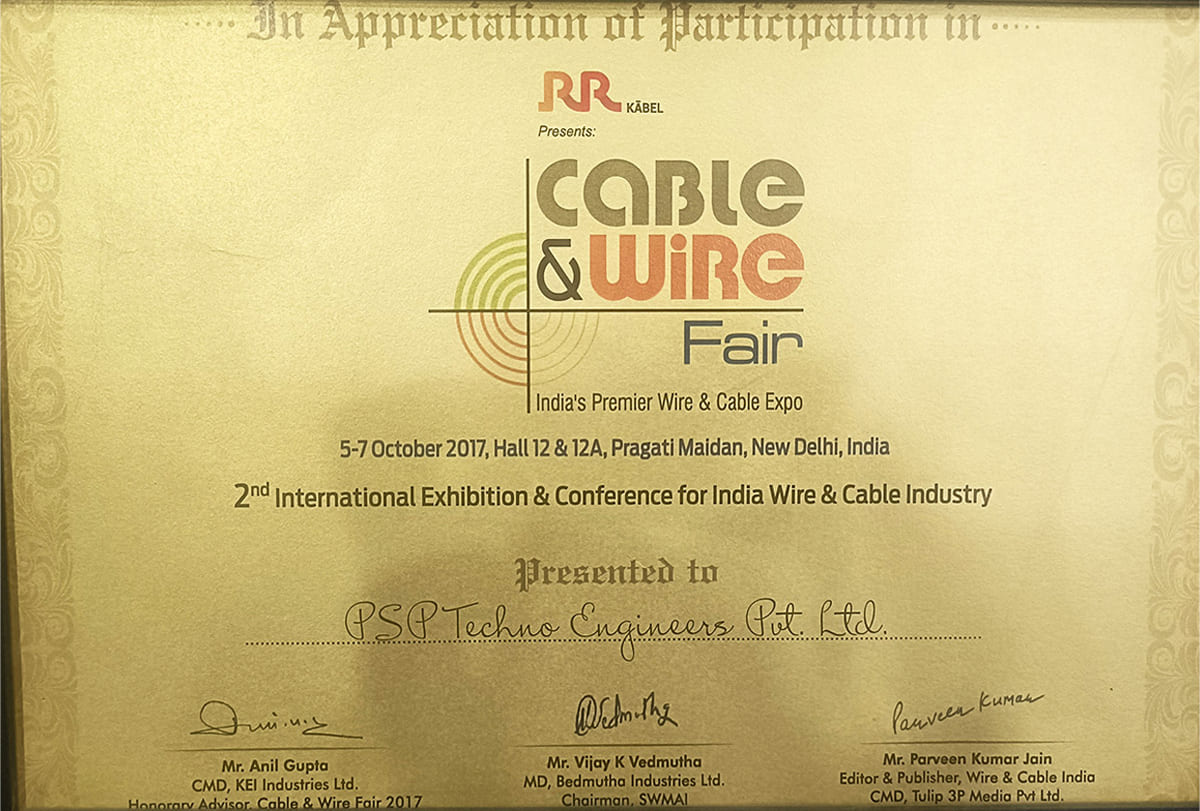 In Appreciation of Participation in
RR KĀBEL
Presents:
CABLE
& WiRE
Fair
India's Premier Wire & Cable Expo
5-7 October 2017, Hall 12 & 12A, Pragati Maidan, New Delhi, India
2nd International Exhibition & Conference for India Wire & Cable Industry
Presented to
PSP Techno Engineers Pvt. Ltd.
Parveen Kumar
Mr. Anil Gupta
CMD, KEI Industries Ltd.
Honorary Advisor, Cable & Wire Fair 2017
Mr. Vijay K Vedmutha
MD, Bedmutha Industries Ltd.
Chairman, SWMAI
Mr. Parveen Kumar Jain
Editor & Publisher, Wire & Cable India
CMD, Tulip 3P Media Pvt Ltd.